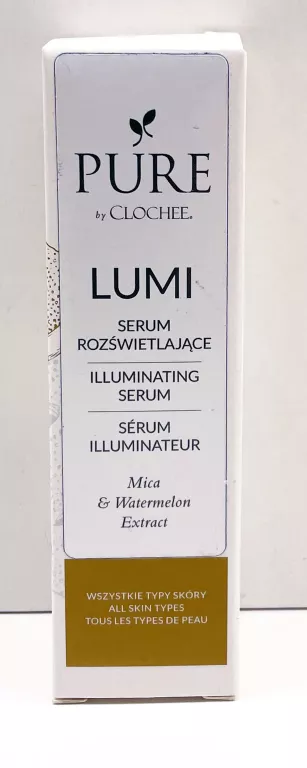 PURE
by CLOCHEE®
LUMI
SERUM
ROZŚWIETLAJĄCE
ILLUMINATING
SERUM
SÉRUM
ILLUMINATEUR
Mica
& Watermelon
Extract
WSZYSTKIE TYPY SKÓRY
ALL SKIN TYPES
TOUS LES TYPES DE PEAU